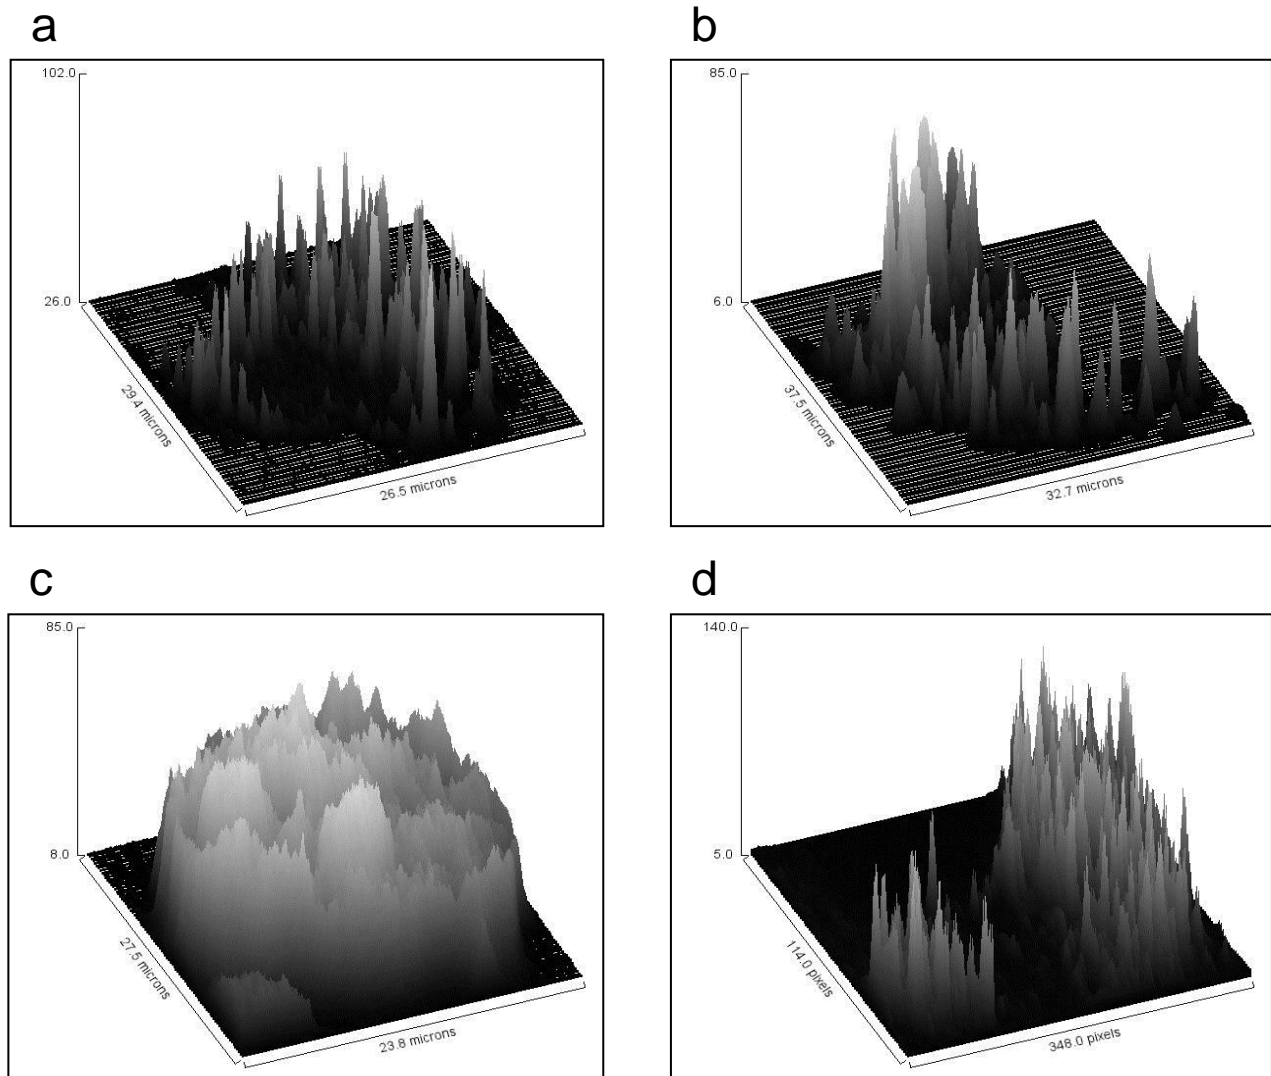 a
102.0
26.0
29.4 microns
26.5 microns
b
85.0
6.0
37.5 microns
32.7 microns
c
85.0
8.0
27.5 microns
23.8 microns
d
140.0
5.0
114.0 pixels
348.0 pixels